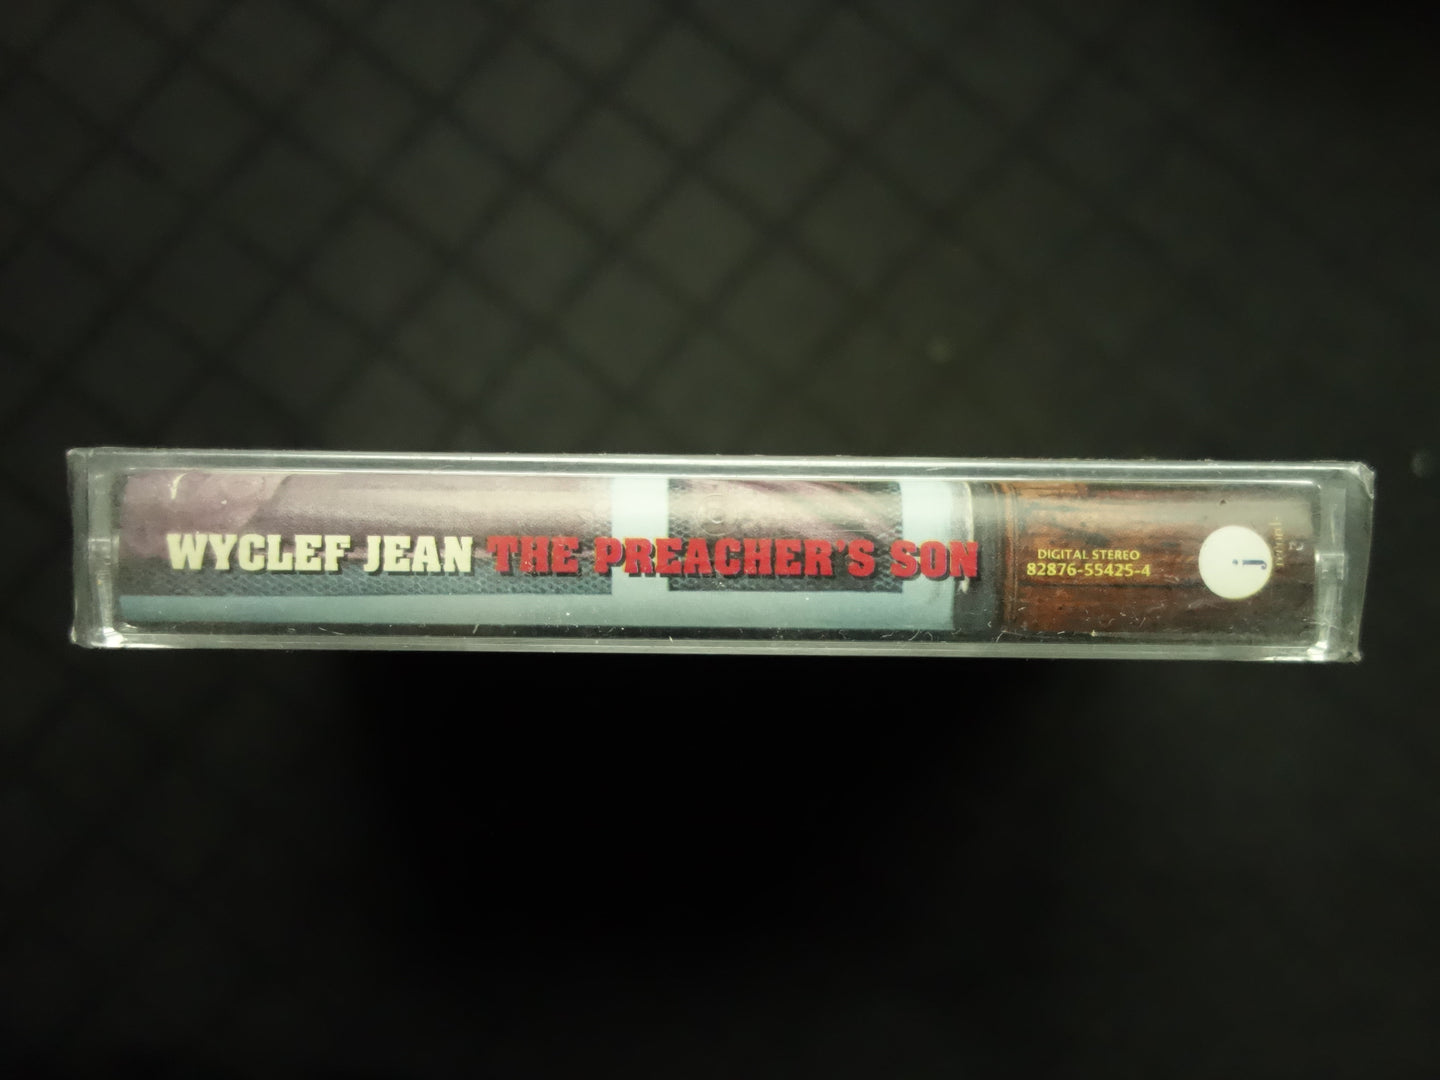 WYCLEF JEAN THE PREACHER'S SON
DIGITAL STEREO
82876-55425-4
j